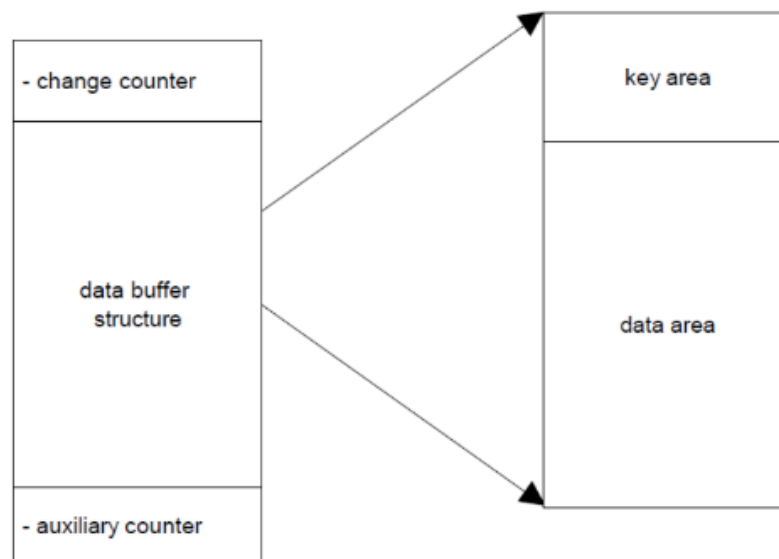 - change counter
data buffer
structure
- auxiliary counter
key area
data area